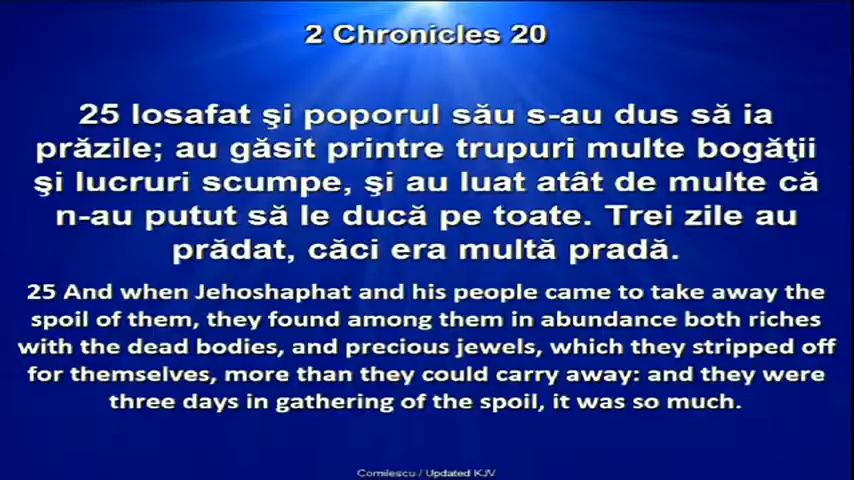 2 Chronicles 20
25 Iosafat şi poporul său s-au dus să ia
prăzile; au găsit printre trupuri multe bogăţii
şi lucruri scumpe, şi au luat atât de multe că
n-au putut să le ducă pe toate. Trei zile au
prădat, căci era multă pradă.
25 And when Jehoshaphat and his people came to take away the
spoil of them, they found among them in abundance both riches
with the dead bodies, and precious jewels, which they stripped off
for themselves, more than they could carry away: and they were
three days in gathering of the spoil, it was so much.
Cornilescu / Updated KJV